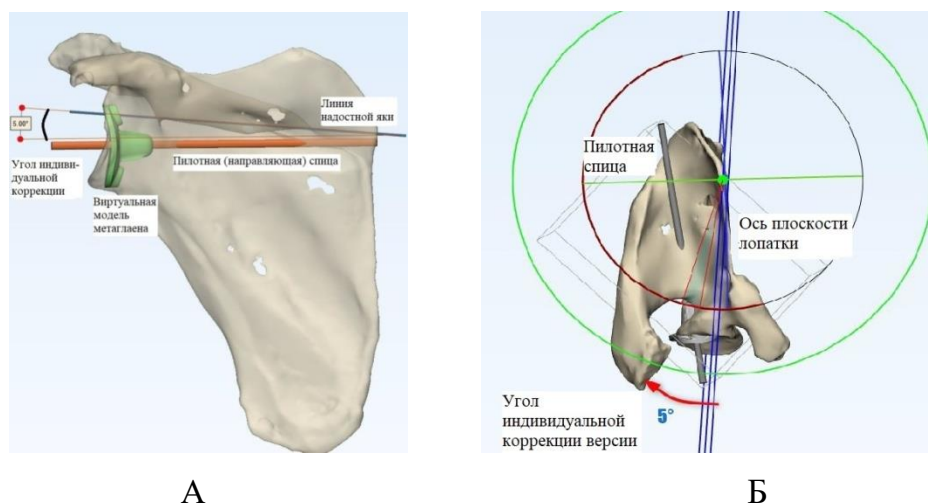 Линия
надостной яки
5.00°
Пилотная (направляющая) спица
Угол индиви-
дуальной
коррекции
Виртуальная
модель
метаглаена
Пилотная
спица
Ось плоскости
лопатки
Угол
индивидуальной
коррекции версии
5°
А
Б